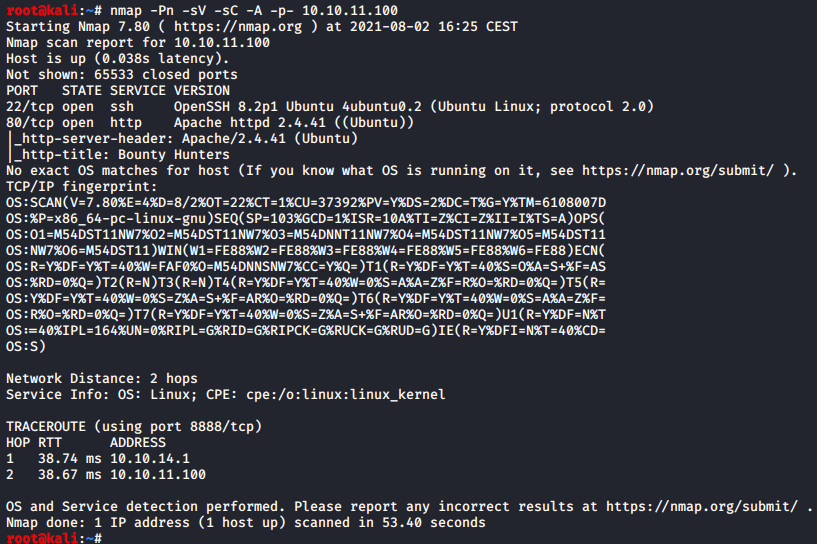 root@kali:~# nmap -Pn -sV -sC -A -p- 10.10.11.100
Starting Nmap 7.80 ( https://nmap.org ) at 2021-08-02 16:25 CEST
Nmap scan report for 10.10.11.100
Host is up (0.038s latency).
Not shown: 65533 closed ports
PORT   STATE SERVICE VERSION
22/tcp open  ssh     OpenSSH 8.2p1 Ubuntu 4ubuntu0.2 (Ubuntu Linux; protocol 2.0)
80/tcp open  http    Apache httpd 2.4.41 ((Ubuntu))
|_http-server-header: Apache/2.4.41 (Ubuntu)
|_http-title: Bounty Hunters
No exact OS matches for host (If you know what OS is running on it, see https://nmap.org/submit/ ).
TCP/IP fingerprint:
OS:SCAN(V=7.80%E=4%D=8/2%OT=22%CT=1%CU=37392%PV=Y%DS=2%DC=T%G=Y%TM=6108007D
OS:%P=x86_64-pc-linux-gnu)SEQ(SP=103%GCD=1%ISR=10A%TI=Z%CI=Z%II=I%TS=A)OPS(
OS:O1=M54DST11NW7%O2=M54DST11NW7%O3=M54DNNT11NW7%O4=M54DST11NW7%O5=M54DST11
OS:NW7%O6=M54DST11)WIN(W1=FE88%W2=FE88%W3=FE88%W4=FE88%W5=FE88%W6=FE88)ECN(
OS:R=Y%DF=Y%T=40%W=FAF0%O=M54DNNSNW7%CC=Y%Q=)T1(R=Y%DF=Y%T=40%S=O%A=S+%F=AS
OS:%RD=0%Q=)T2(R=N)T3(R=N)T4(R=Y%DF=Y%T=40%W=0%S=A%A=Z%F=R%O=%RD=0%Q=)T5(R=
OS:Y%DF=Y%T=40%W=0%S=Z%A=S+%F=AR%O=%RD=0%Q=)T6(R=Y%DF=Y%T=40%W=0%S=A%A=Z%F=
OS:R%O=%RD=0%Q=)T7(R=Y%DF=Y%T=40%W=0%S=Z%A=S+%F=AR%O=%RD=0%Q=)U1(R=Y%DF=N%T
OS:=40%IPL=164%UN=0%RIPL=G%RID=G%RIPCK=G%RUCK=G%RUD=G)IE(R=Y%DFI=N%T=40%CD=
OS:S)
Network Distance: 2 hops
Service Info: OS: Linux; CPE: cpe:/o:linux:linux_kernel
TRACEROUTE (using port 8888/tcp)
HOP RTT      ADDRESS
1   38.74 ms 10.10.14.1
2   38.67 ms 10.10.11.100
OS and Service detection performed. Please report any incorrect results at https://nmap.org/submit/ .
Nmap done: 1 IP address (1 host up) scanned in 53.40 seconds
root@kali:~#